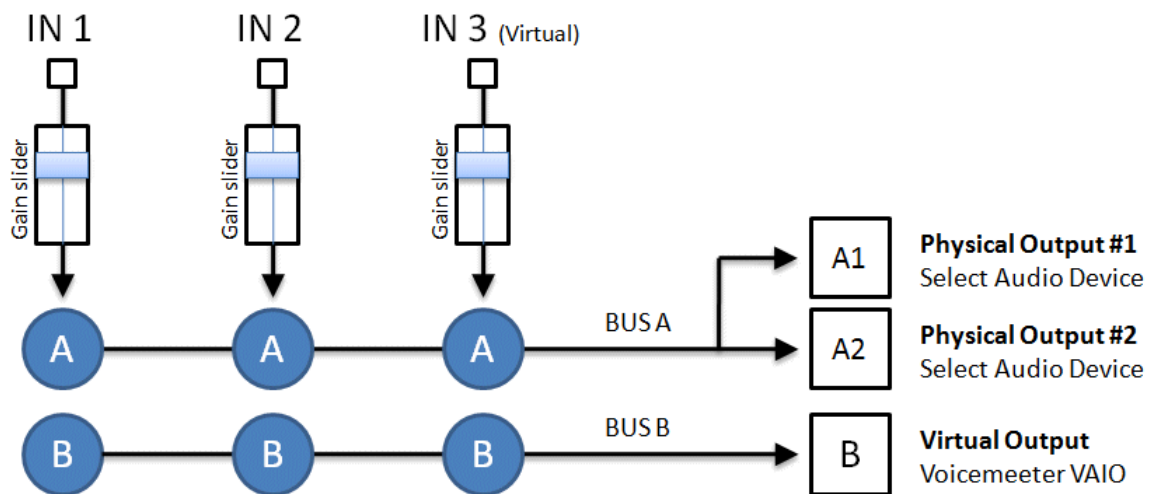 IN 1
IN 2
IN 3 (Virtual)
Gain slider
Gain slider
Gain slider
A1
Physical Output #1
Select Audio Device
A
A
A
BUS A
A2
Physical Output #2
Select Audio Device
B
B
B
BUS B
B
Virtual Output
Voicemeeter VAIO